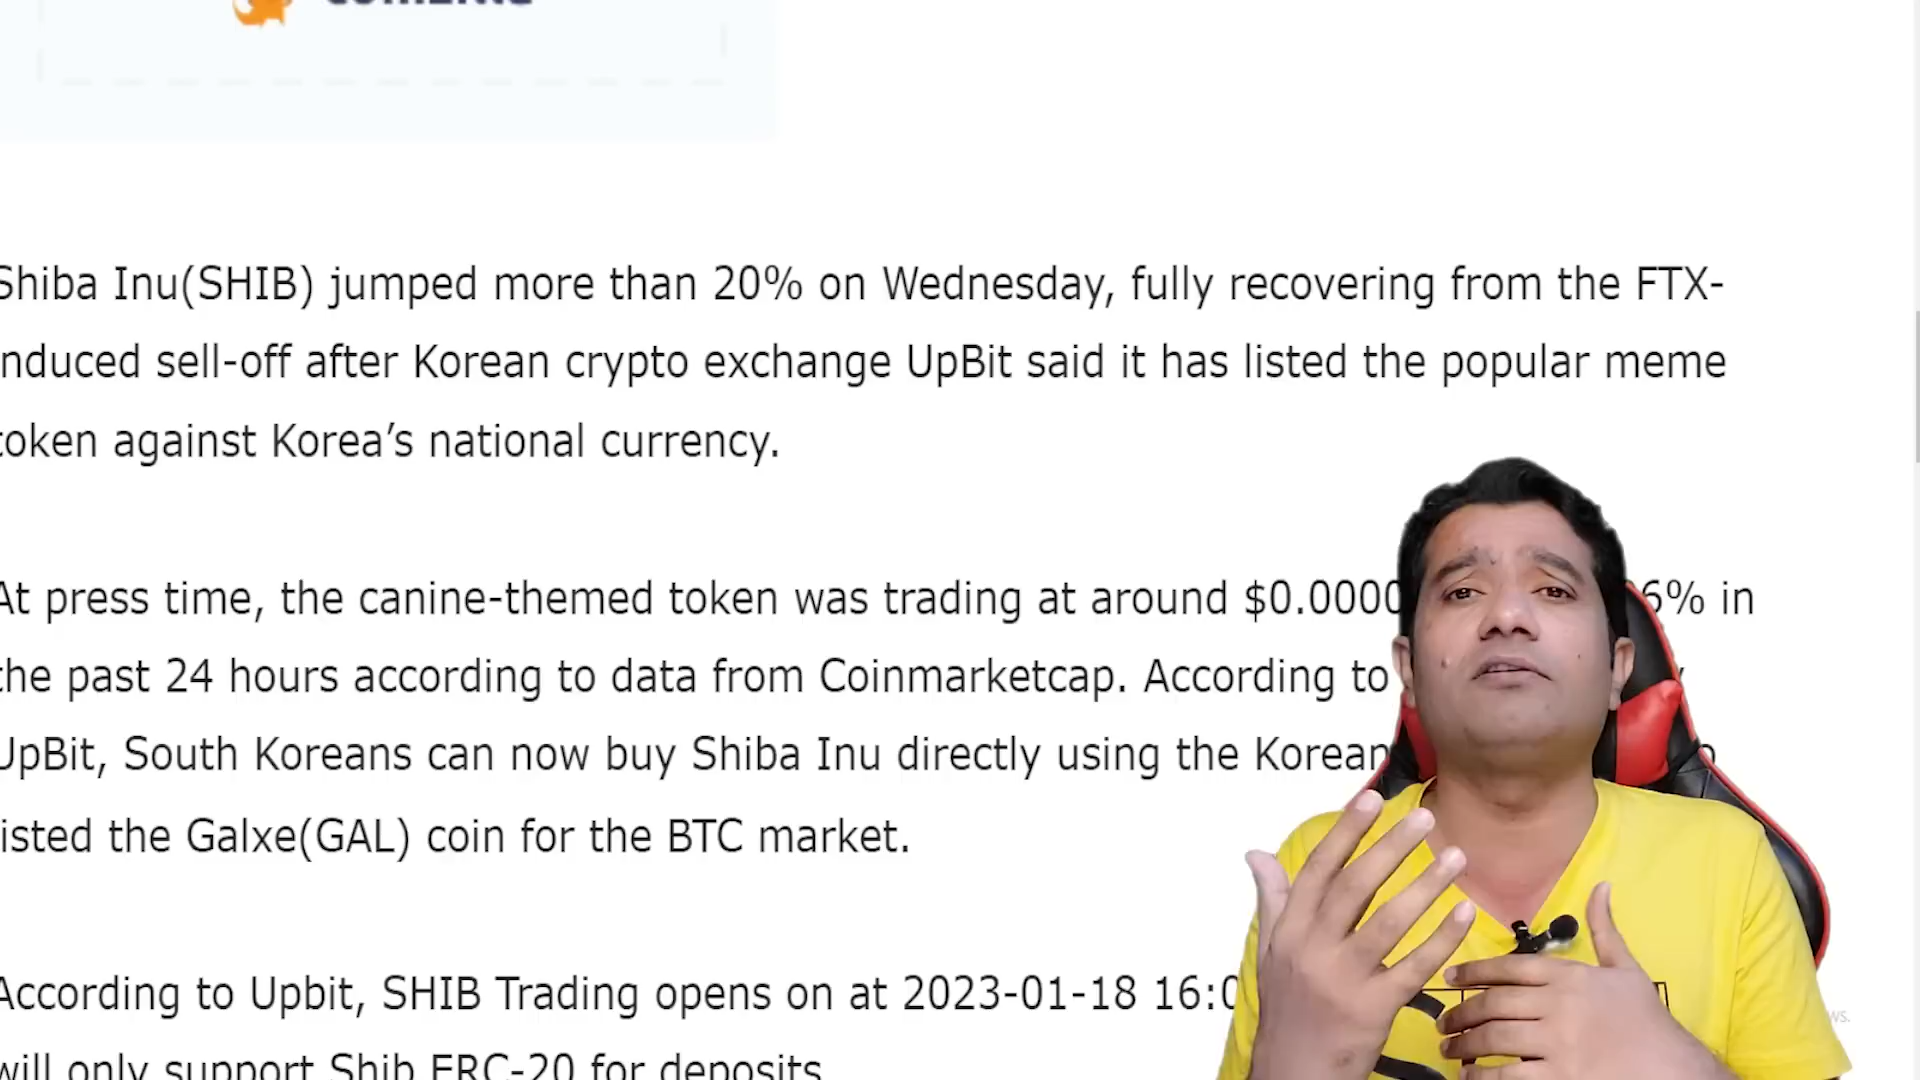 Shiba Inu(SHIB) jumped more than 20% on Wednesday, fully recovering from the FTX-
induced sell-off after Korean crypto exchange UpBit said it has listed the popular meme
token against Korea’s national currency.
At press time, the canine-themed token was trading at around $0.0000 6% in
the past 24 hours according to data from Coinmarketcap. According to
UpBit, South Koreans can now buy Shiba Inu directly using the Korean
listed the Galxe(GAL) coin for the BTC market.
According to Upbit, SHIB Trading opens on at 2023-01-18 16:0
will only support Shib ERC-20 for deposits